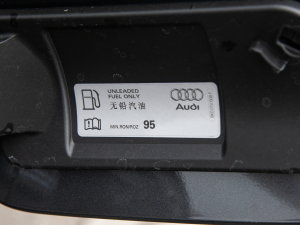 UNLEADED
FUEL ONLY
无铅汽油
Audi
MIN.RON/ROZ 95